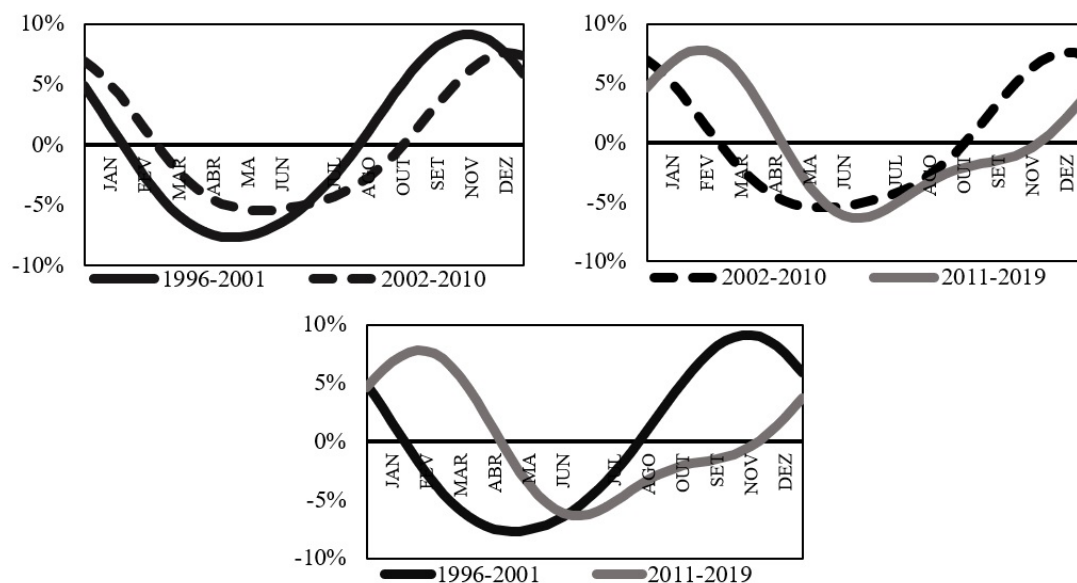 10%
5%
0%
-5%
-10%
JAN
FEV
MAR
ABR
MA
JUN
JUL
AGO
OUT
SET
NOV
DEZ
1996-2001 2002-2010
10%
5%
0%
-5%
-10%
JAN
FEV
MAR
ABR
MA
JUN
JUL
AGO
OUT
SET
NOV
DEZ
2002-2010 2011-2019
10%
5%
0%
-5%
-10%
JAN
FEV
MAR
ABR
MA
JUN
JUL
AGO
OUT
SET
NOV
DEZ
1996-2001 2011-2019